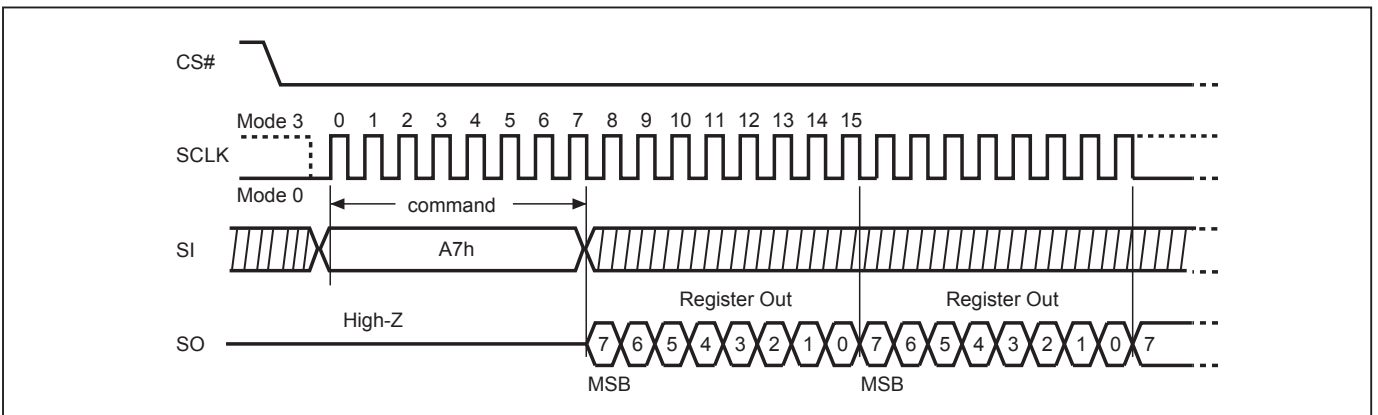 CS#
Mode 3 0 1 2 3 4 5 6 7 8 9 10 11 12 13 14 15
SCLK
Mode 0
command
SI A7h
Register Out Register Out
High-Z
SO 7 6 5 4 3 2 1 0 7 6 5 4 3 2 1 0 7
MSB MSB